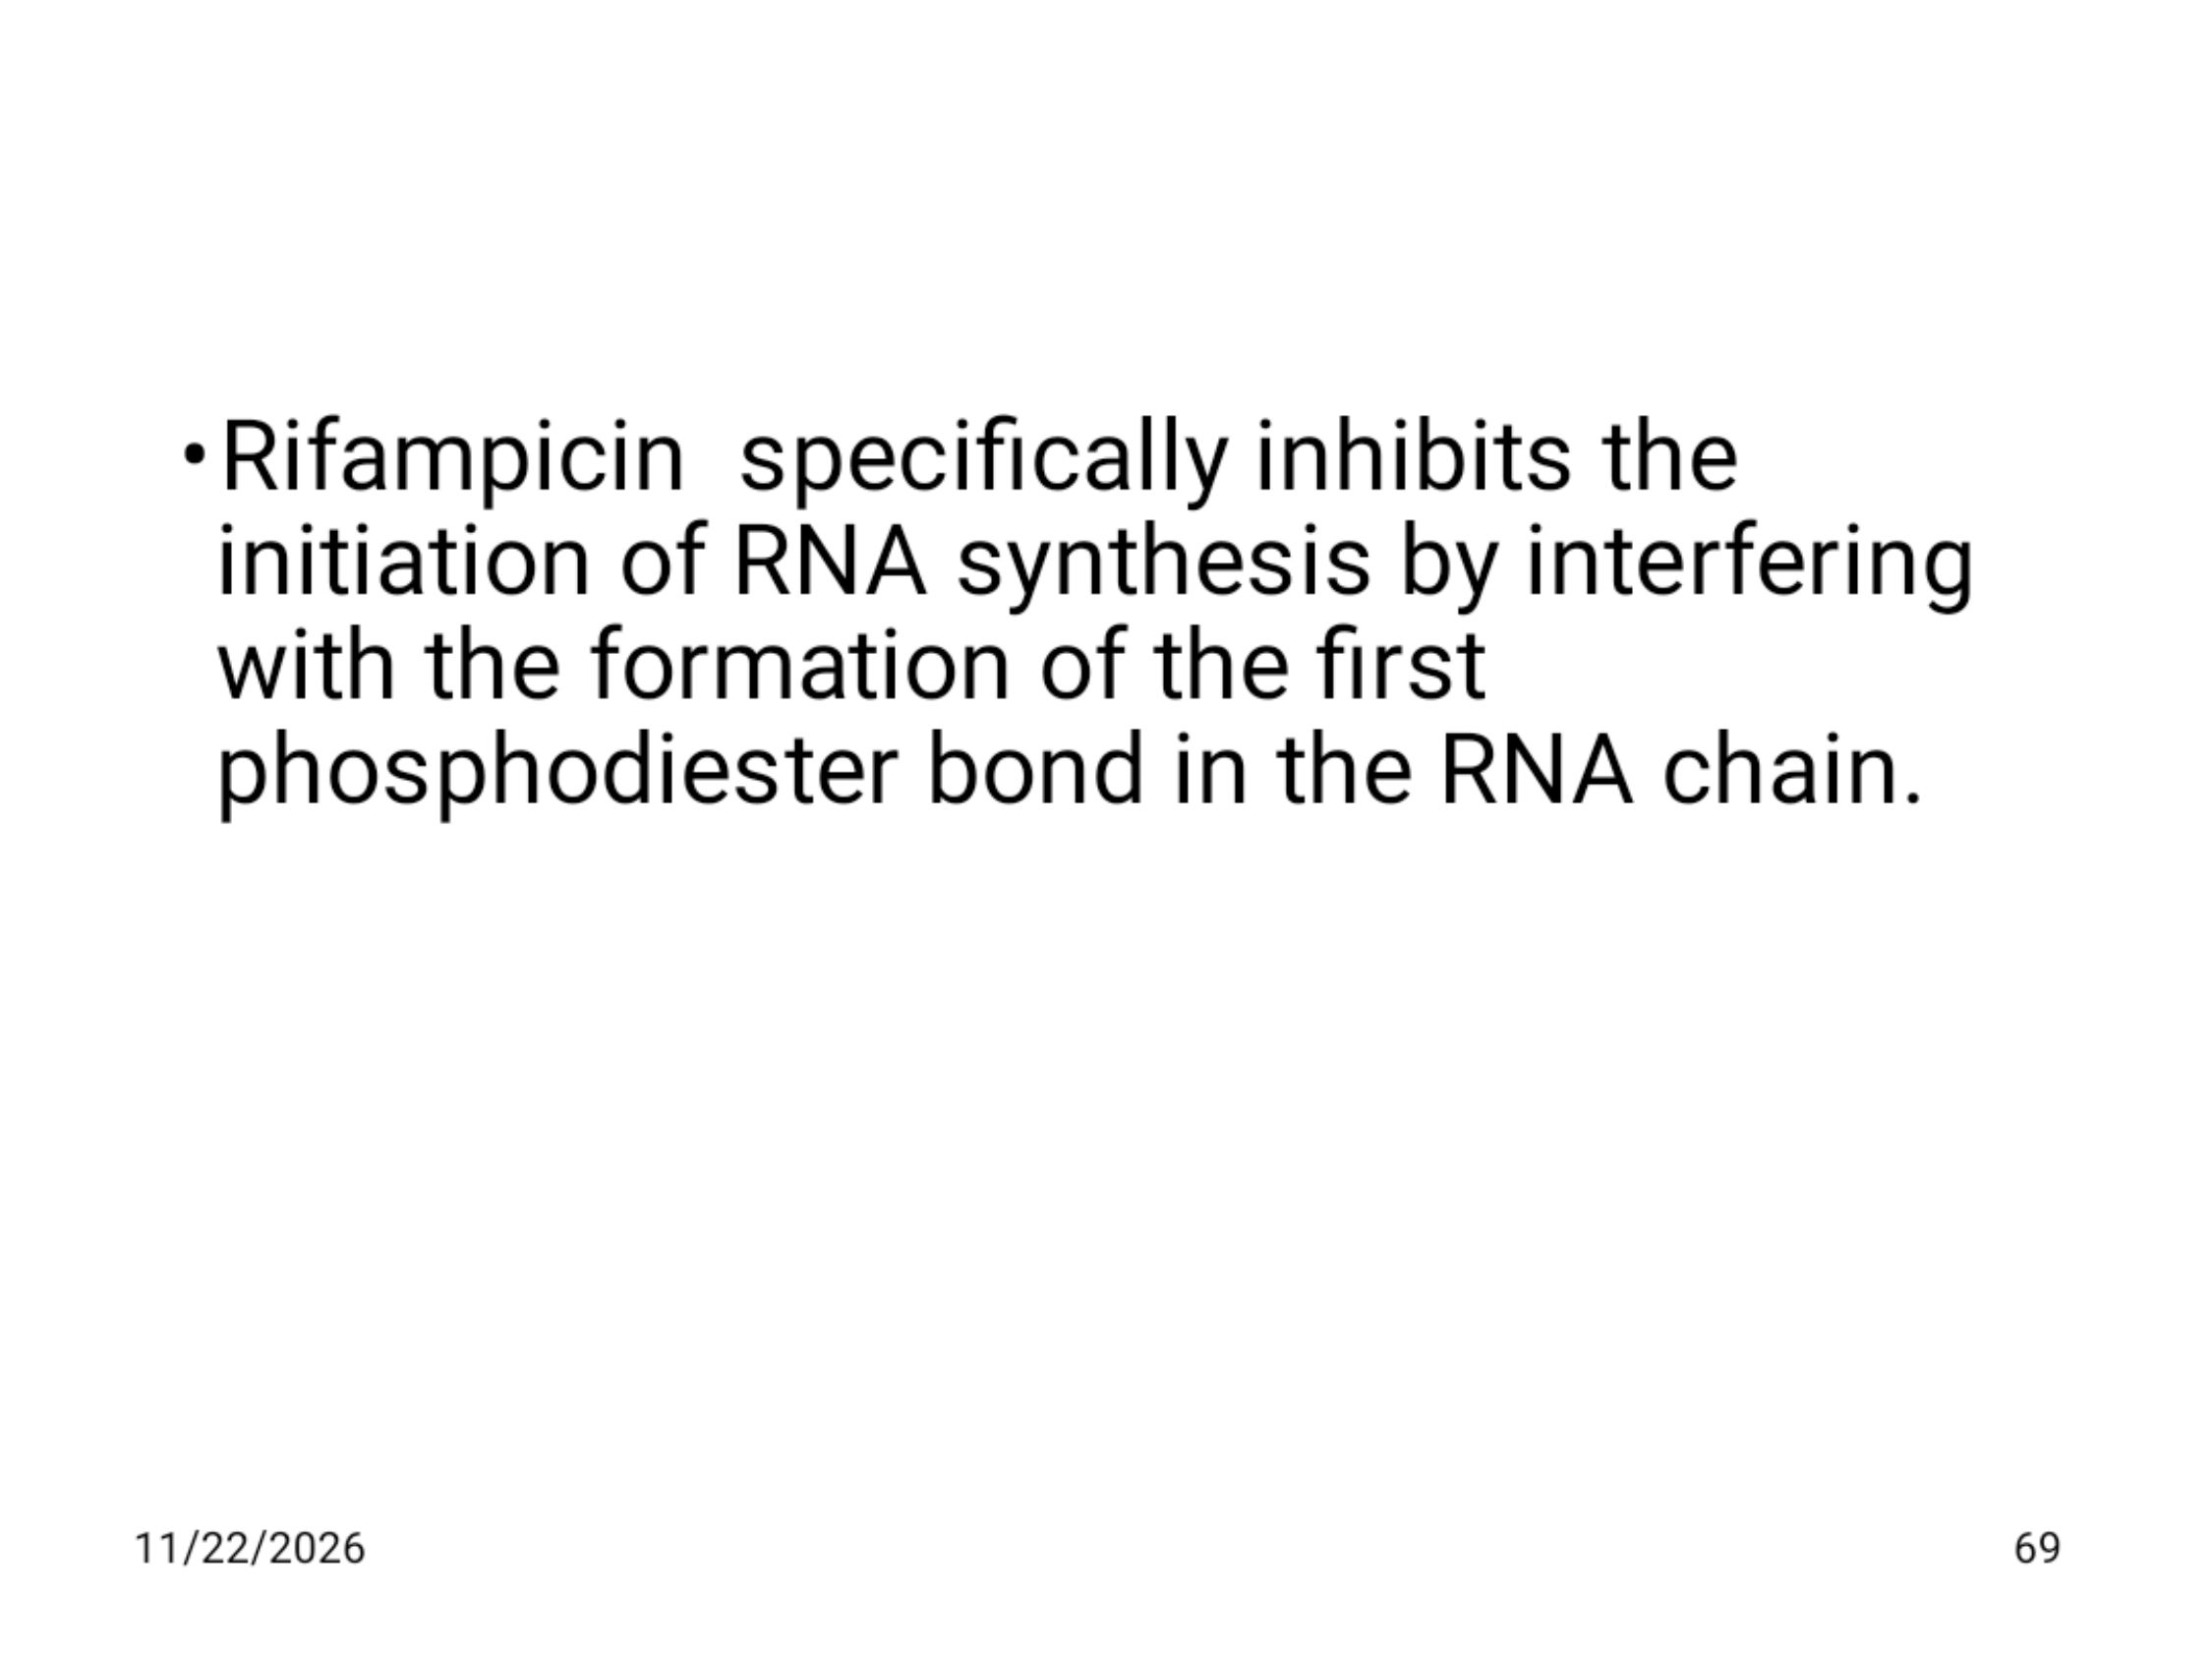 •Rifampicin  specifically inhibits the
initiation of RNA synthesis by interfering
with the formation of the first
phosphodiester bond in the RNA chain.
11/22/2026
69